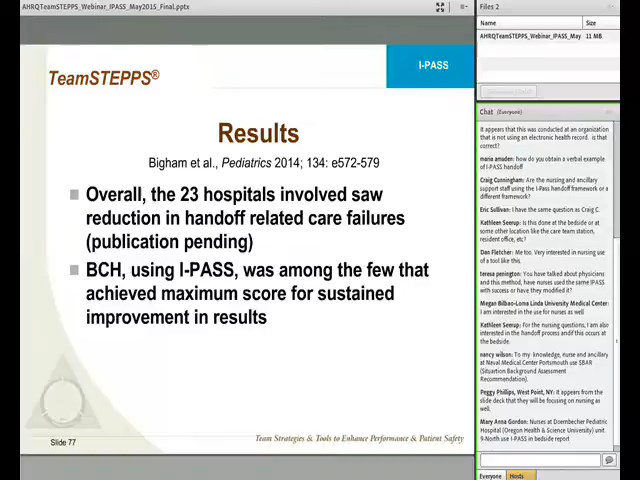 AHRQTeamSTEPPS_Webinar_IPASS_May2015_Final.pptx
TeamSTEPPS®
I-PASS
Results
Bigham et al., Pediatrics 2014; 134: e572-579
Overall, the 23 hospitals involved saw
reduction in handoff related care failures
(publication pending)
BCH, using I-PASS, was among the few that
achieved maximum score for sustained
improvement in results
Slide 77
Team Strategies & Tools to Enhance Performance & Patient Safety
Files 2
Name Size
AHRQTeamSTEPPS_Webinar_IPASS_May 11 MB
Chat (Everyone)
It appears that this was conducted at an organization
that is not using an electronic health record . is that
correct?
maria amsden: how do you obtain a verbal example
of I-PASS handoff
Craig Cunningham: Are the nursing and ancillary
support staff using the I-Pass handoff framework or a
different framework?
Eric Sullivan: I have the same question as Craig C.
Kathleen Seerup: Is this done at the bedside or at
some other location like the care team station,
resident office, etc?
Dan Fletcher: Me too. Very interested in nursing use
of a tool like this.
teresa penington: You have talked about physicians
and this method, have nurses used the same IPASS
with success or have they modified it?
Megan Bilbao-Loma Linda University Medical Center:
I am interested in the use for nurses as well
Kathleen Seerup: For the nursing questions, I am also
interested in the handoff process andif this occurs at
the bedside.
nancy wilson: To my knowledge, nurse and ancillary
at Naval Medical Center Portsmouth use SBAR
(Situartion Background Assessment
Recommendation).
Peggy Phillips, West Point, NY: It appears from the
slide deck that they will be focusing on nursing as
well.
Mary Anna Gordon: Nurses at Doernbecher Pediatric
Hospital (Oregon Health & Science University) unit
9-North use I-PASS in bedside report
Everyone Hosts